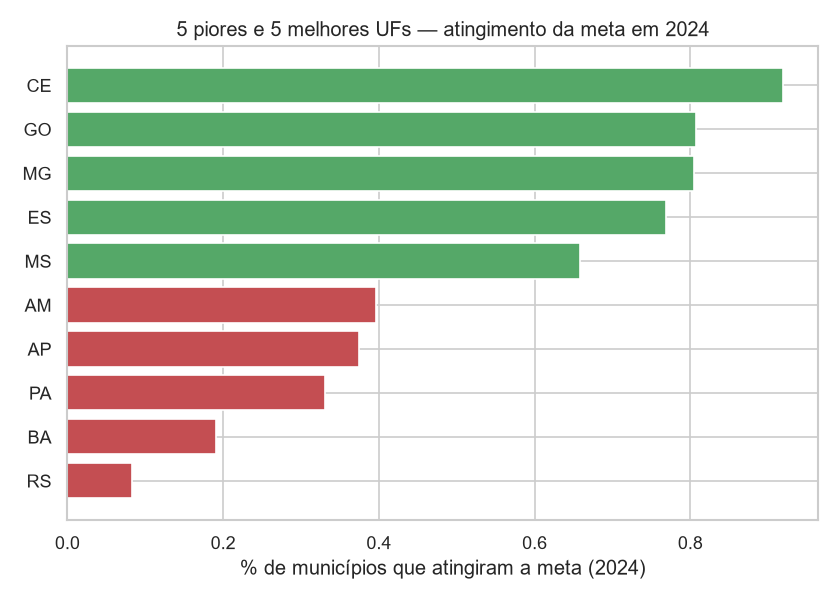 5 piores e 5 melhores UFs — atingimento da meta em 2024
CE
GO
MG
ES
MS
AM
AP
PA
BA
RS
0.0 0.2 0.4 0.6 0.8
% de municípios que atingiram a meta (2024)